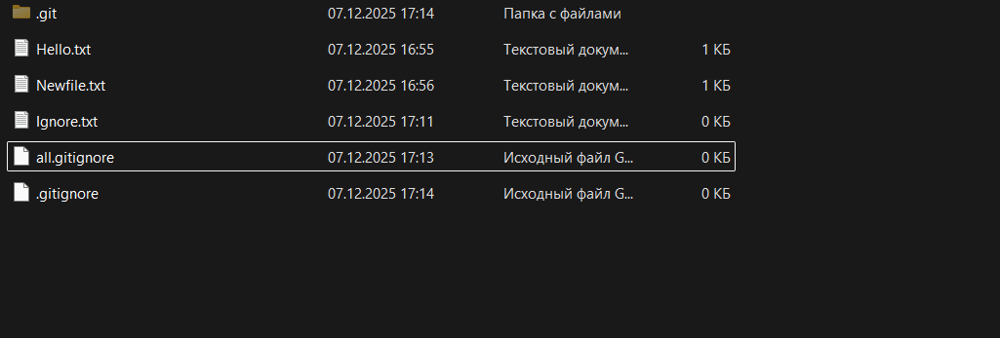 .git 07.12.2025 17:14 Папка с файлами
Hello.txt 07.12.2025 16:55 Текстовый докум... 1 КБ
Newfile.txt 07.12.2025 16:56 Текстовый докум... 1 КБ
Ignore.txt 07.12.2025 17:11 Текстовый докум... 0 КБ
all.gitignore 07.12.2025 17:13 Исходный файл G... 0 КБ
.gitignore 07.12.2025 17:14 Исходный файл G... 0 КБ